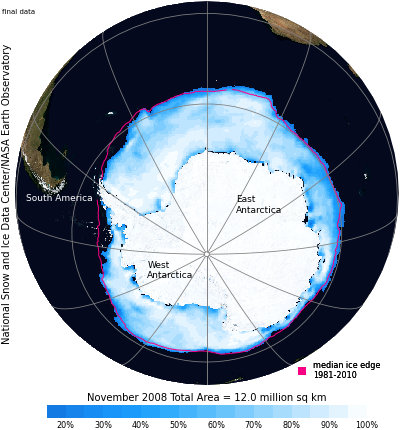 final data
National Snow and Ice Data Center/NASA Earth Observatory
South America
East
Antarctica
West
Antarctica
median ice edge
1981-2010
November 2008 Total Area = 12.0 million sq km
20% 30% 40% 50% 60% 70% 80% 90% 100%